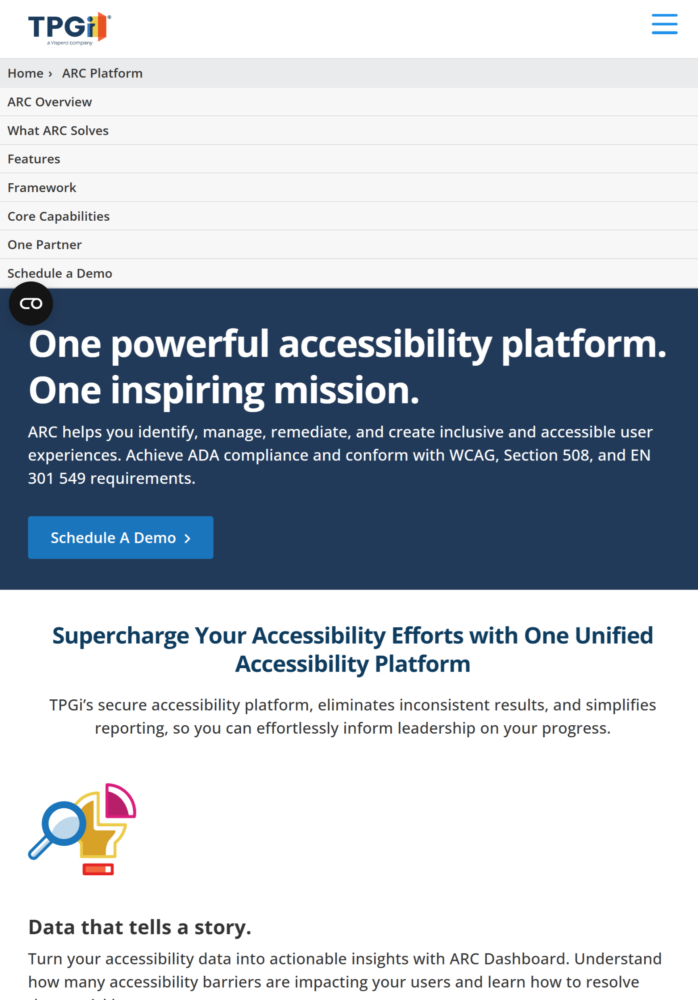 TPGi®
a Vispero® company
Home › ARC Platform
ARC Overview
What ARC Solves
Features
Framework
Core Capabilities
One Partner
Schedule a Demo
One powerful accessibility platform.
One inspiring mission.
ARC helps you identify, manage, remediate, and create inclusive and accessible user
experiences. Achieve ADA compliance and conform with WCAG, Section 508, and EN
301 549 requirements.
Schedule A Demo ›
Supercharge Your Accessibility Efforts with One Unified
Accessibility Platform
TPGi’s secure accessibility platform, eliminates inconsistent results, and simplifies
reporting, so you can effortlessly inform leadership on your progress.
Data that tells a story.
Turn your accessibility data into actionable insights with ARC Dashboard. Understand
how many accessibility barriers are impacting your users and learn how to resolve